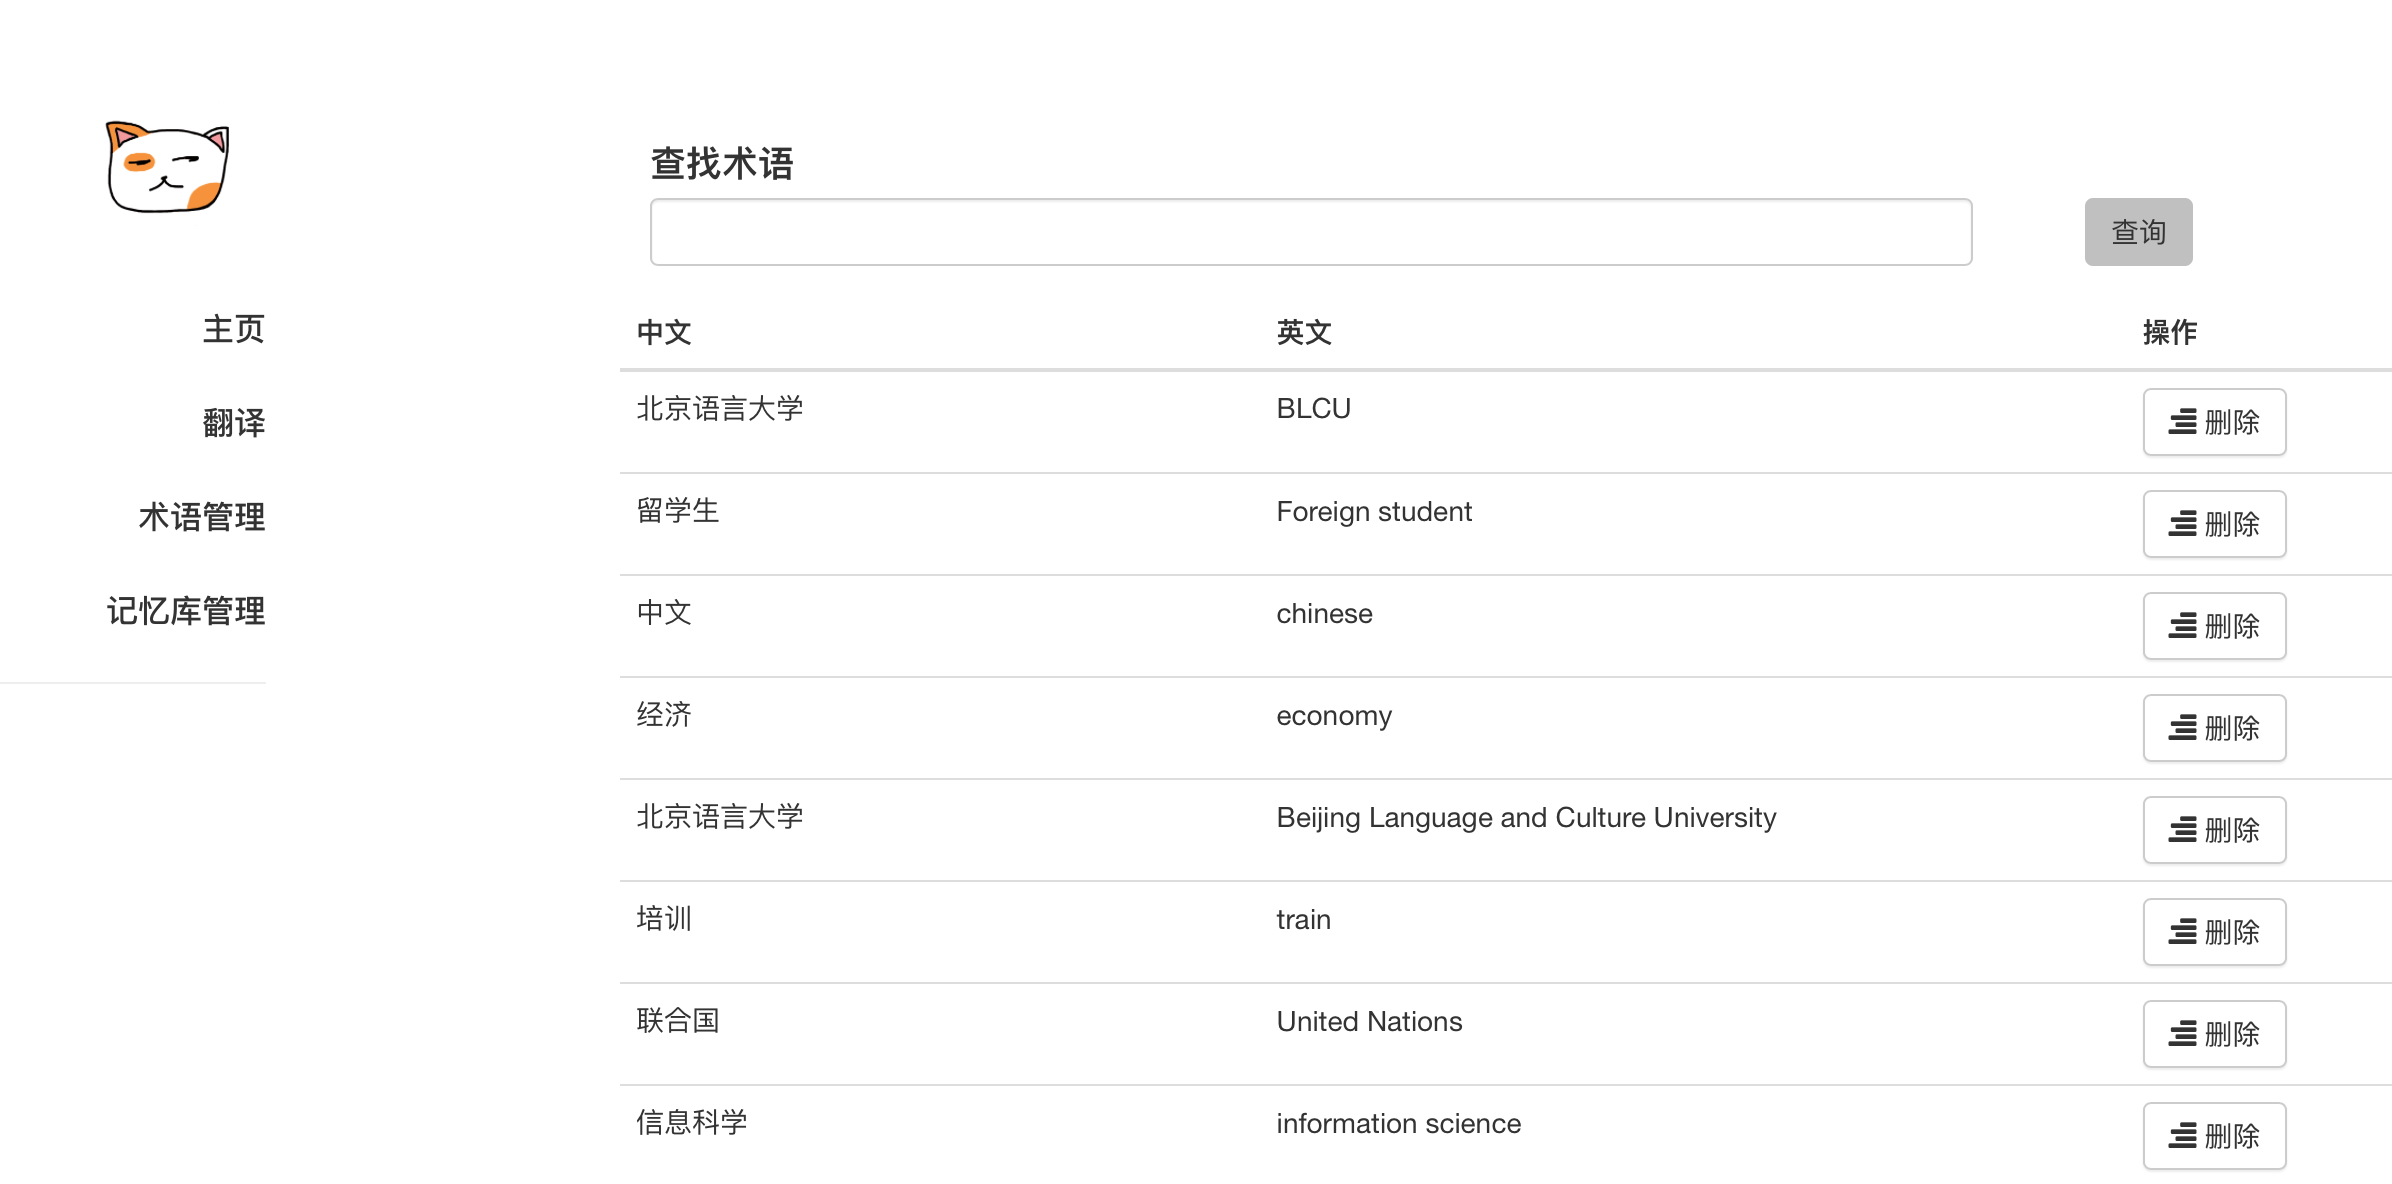 主页
翻译
术语管理
记忆库管理
查找术语
查询
中文 英文 操作
北京语言大学 BLCU 删除
留学生 Foreign student 删除
中文 chinese 删除
经济 economy 删除
北京语言大学 Beijing Language and Culture University 删除
培训 train 删除
联合国 United Nations 删除
信息科学 information science 删除